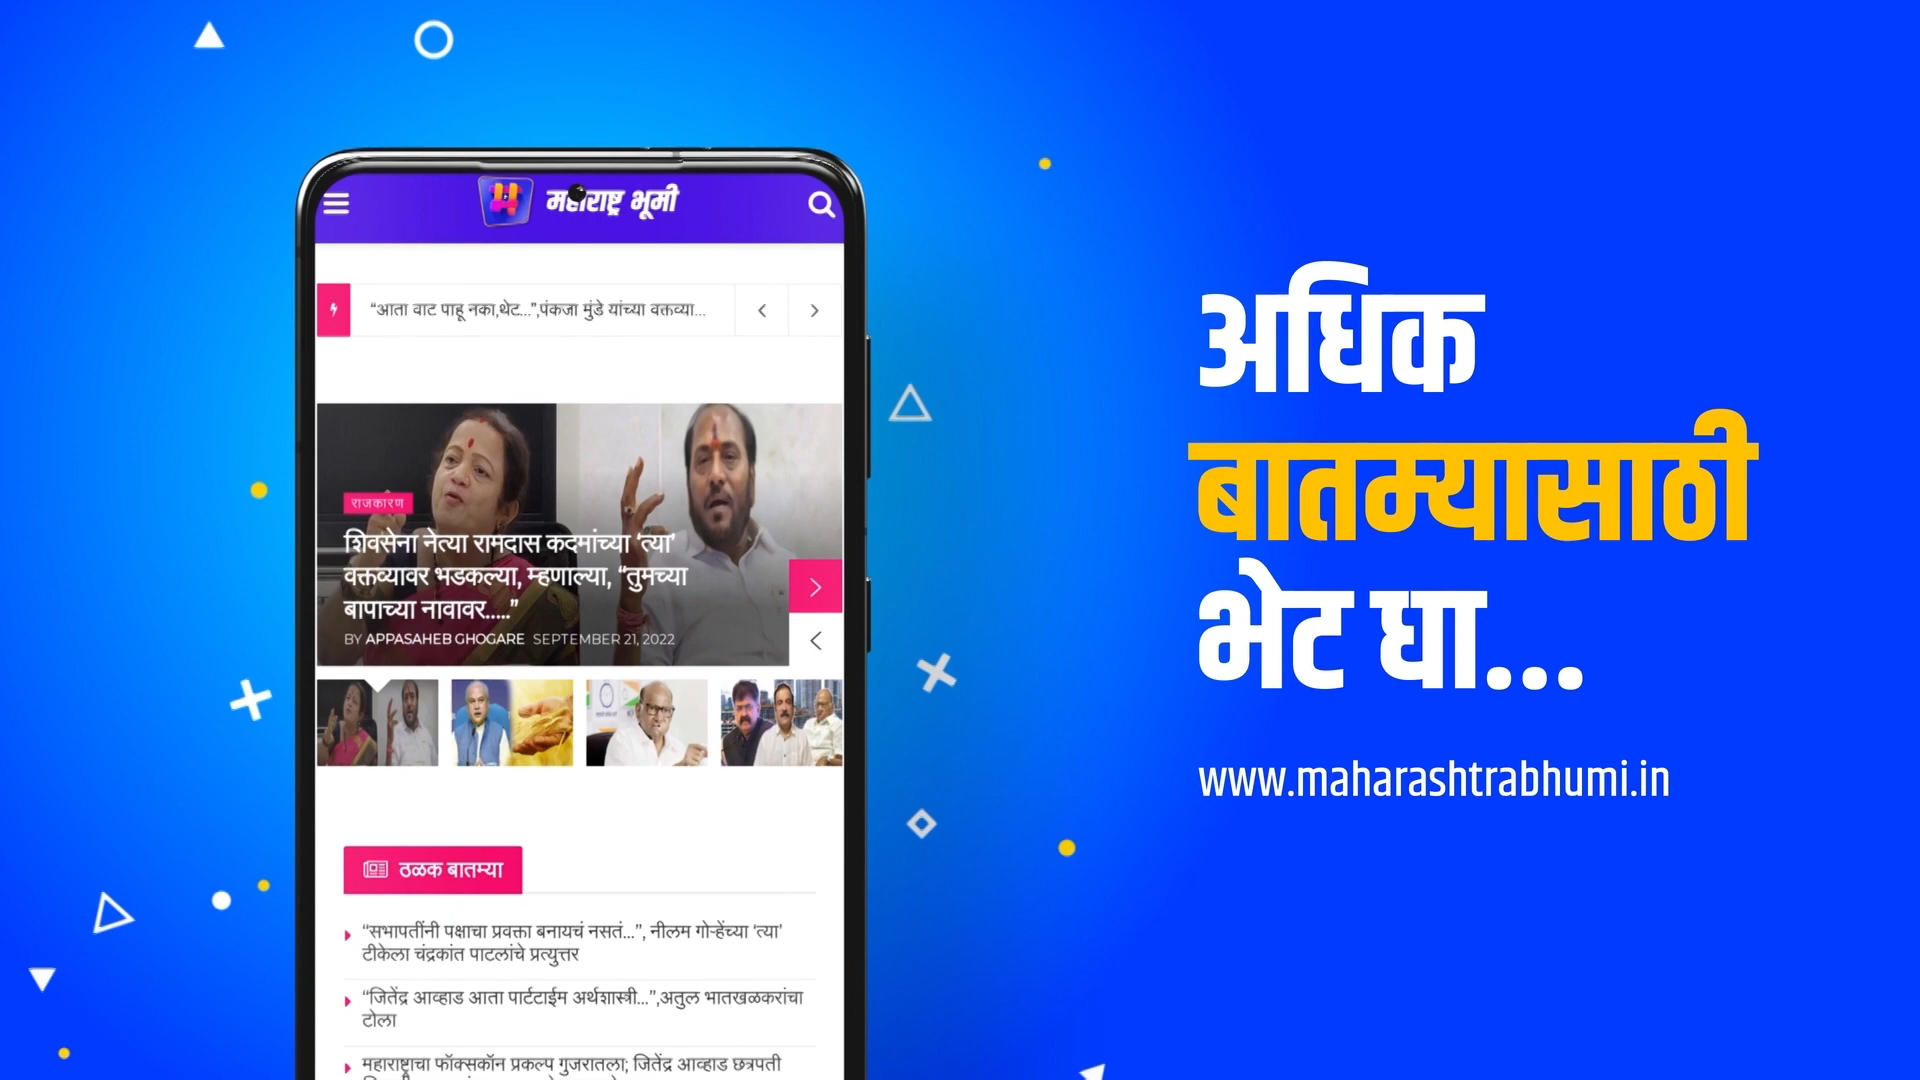 महाराष्ट्र भूमी
“आता वाट पाहू नका,थेट...”,पंकजा मुंडे यांच्या वक्तव्या...
राजकारण
शिवसेना नेत्या रामदास कदमांच्या ‘त्या’
वक्तव्यावर भडकल्या, म्हणाल्या, “तुमच्या
बापाच्या नावावर.....”
BY APPASAHEB GHOGARE SEPTEMBER 21, 2022
ठळक बातम्या
“सभापतींनी पक्षाचा प्रवक्ता बनायचं नसतं...”, नीलम गोऱ्हेंच्या ‘त्या’
टीकेला चंद्रकांत पाटलांचे प्रत्युत्तर
“जितेंद्र आव्हाड आता पार्टटाईम अर्थशास्त्री...”,अतुल भातखळकरांचा
टोला
महाराष्ट्राचा फॉक्सकॉन प्रकल्प गुजरातला; जितेंद्र आव्हाड छत्रपती
अधिक
बातम्यासाठी
भेट घा...
www.maharashtrabhumi.in